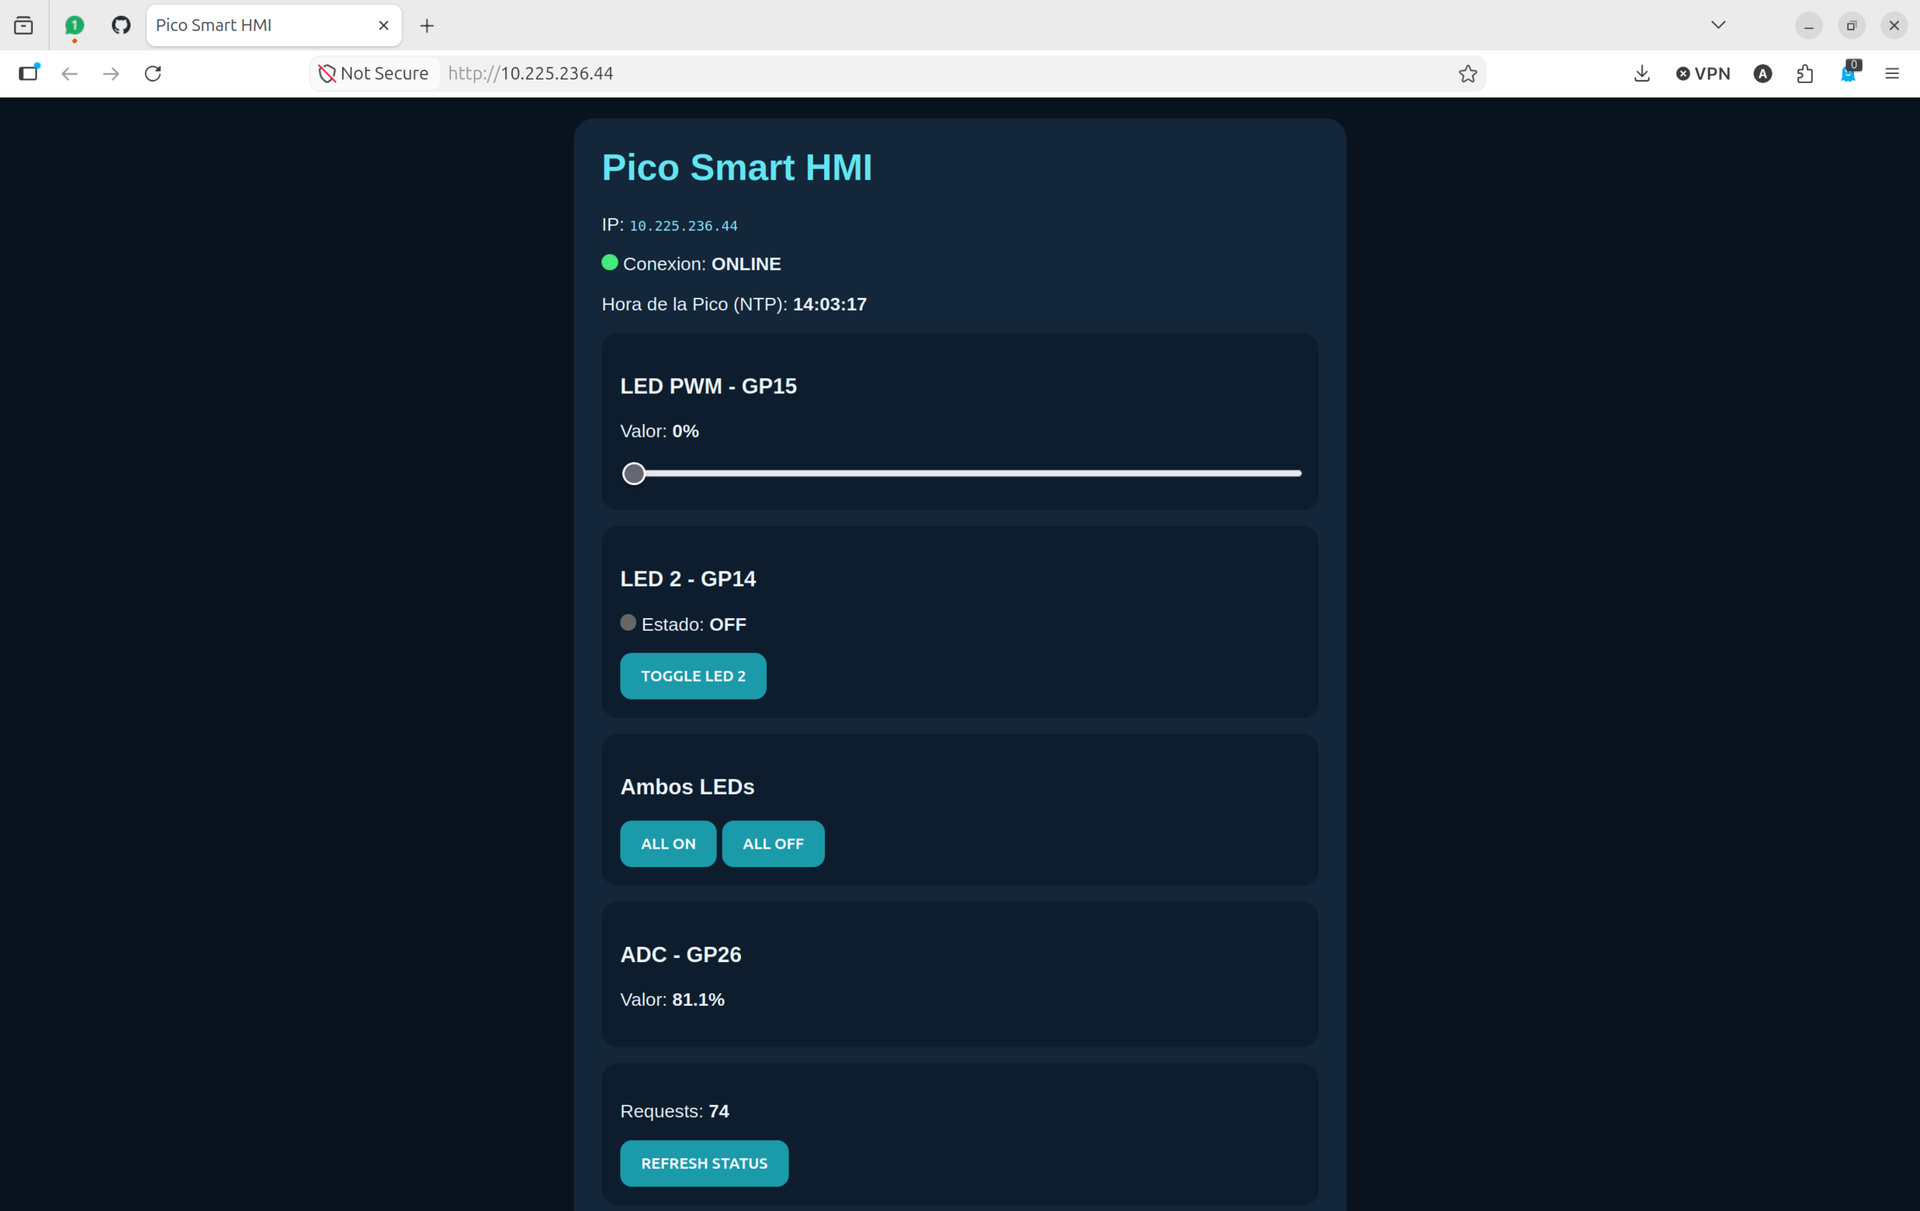 1
Pico Smart HMI
Not Secure http://10.225.236.44
VPN A 0
Pico Smart HMI
IP: 10.225.236.44
Conexion: ONLINE
Hora de la Pico (NTP): 14:03:17
LED PWM - GP15
Valor: 0%
LED 2 - GP14
Estado: OFF
TOGGLE LED 2
Ambos LEDs
ALL ON ALL OFF
ADC - GP26
Valor: 81.1%
Requests: 74
REFRESH STATUS